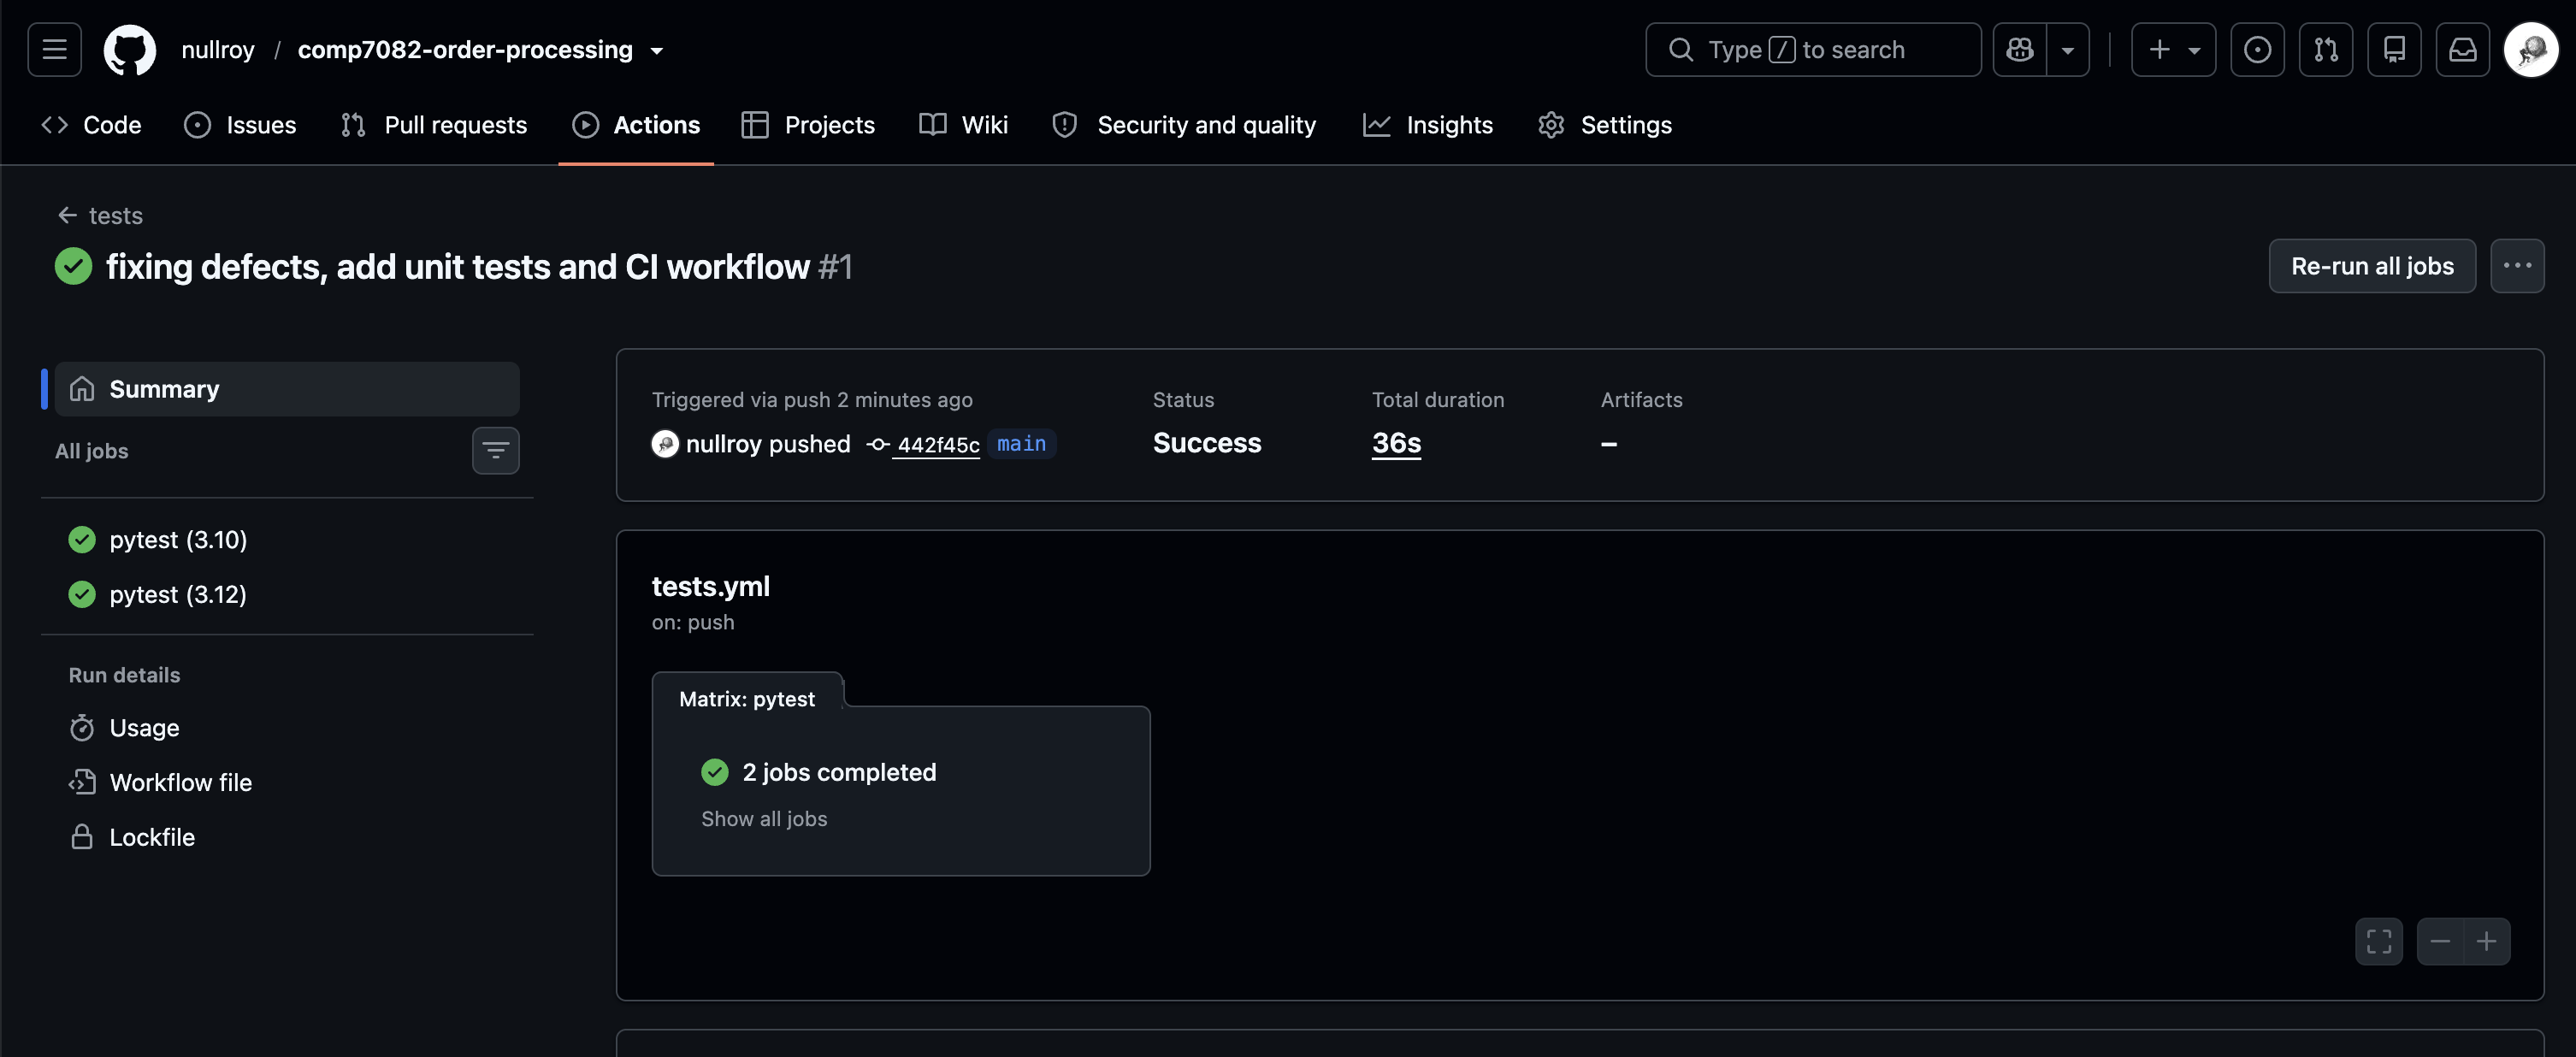 nullroy / comp7082-order-processing
Type / to search
Code Issues Pull requests Actions Projects Wiki Security and quality Insights Settings
tests
fixing defects, add unit tests and CI workflow #1
Re-run all jobs
Summary
All jobs
pytest (3.10)
pytest (3.12)
Run details
Usage
Workflow file
Lockfile
Triggered via push 2 minutes ago
nullroy pushed 442f45c main
Status
Success
Total duration
36s
Artifacts
–
tests.yml
on: push
Matrix: pytest
2 jobs completed
Show all jobs